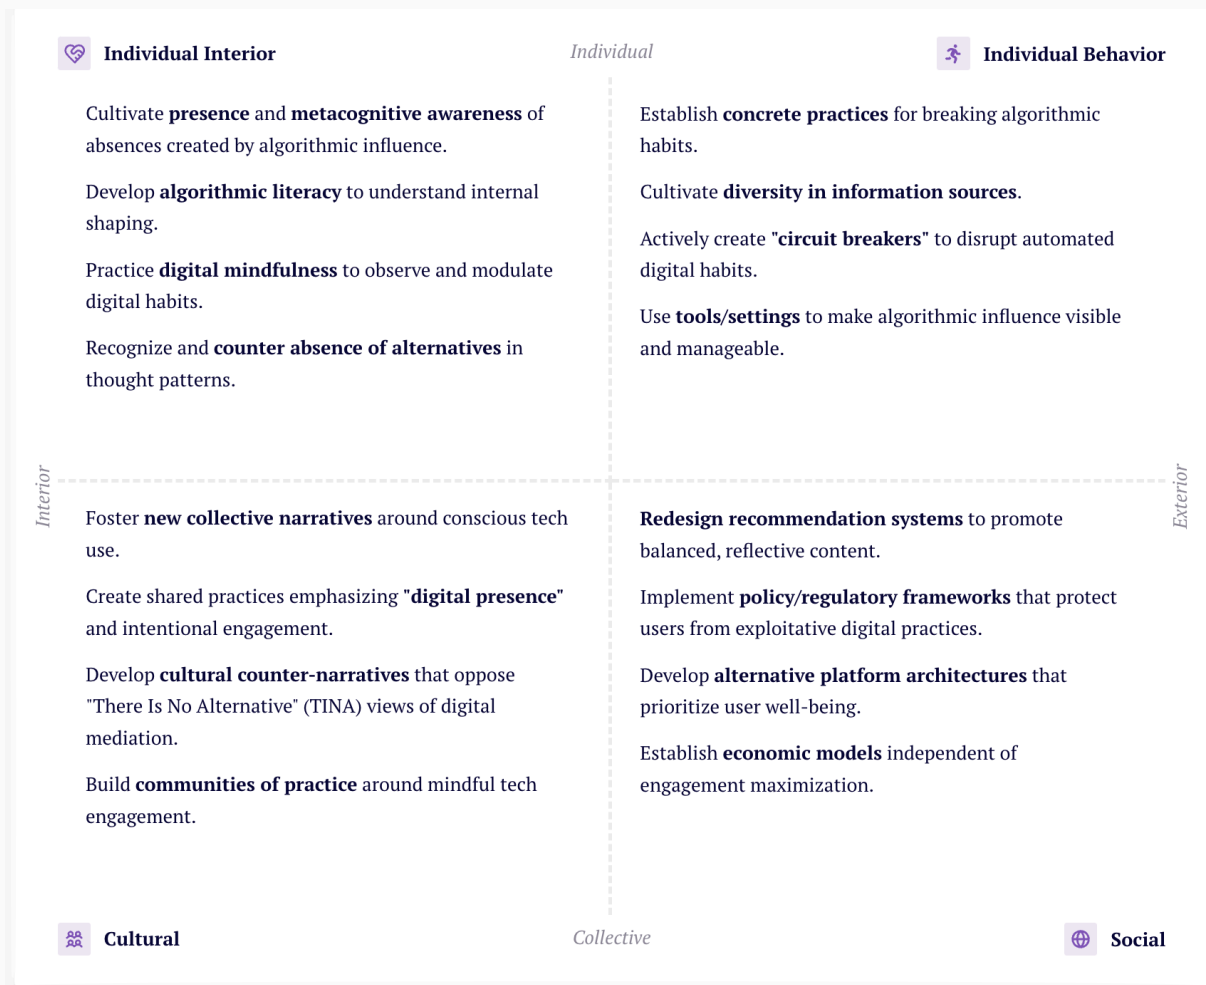 Individual Interior
Individual
Individual Behavior
Cultivate presence and metacognitive awareness of
absences created by algorithmic influence.
Develop algorithmic literacy to understand internal
shaping.
Practice digital mindfulness to observe and modulate
digital habits.
Recognize and counter absence of alternatives in
thought patterns.
Establish concrete practices for breaking algorithmic
habits.
Cultivate diversity in information sources.
Actively create "circuit breakers" to disrupt automated
digital habits.
Use tools/settings to make algorithmic influence visible
and manageable.
Interior
Exterior
Foster new collective narratives around conscious tech
use.
Create shared practices emphasizing "digital presence"
and intentional engagement.
Develop cultural counter-narratives that oppose
"There Is No Alternative" (TINA) views of digital
mediation.
Build communities of practice around mindful tech
engagement.
Redesign recommendation systems to promote
balanced, reflective content.
Implement policy/regulatory frameworks that protect
users from exploitative digital practices.
Develop alternative platform architectures that
prioritize user well-being.
Establish economic models independent of
engagement maximization.
Cultural
Collective
Social